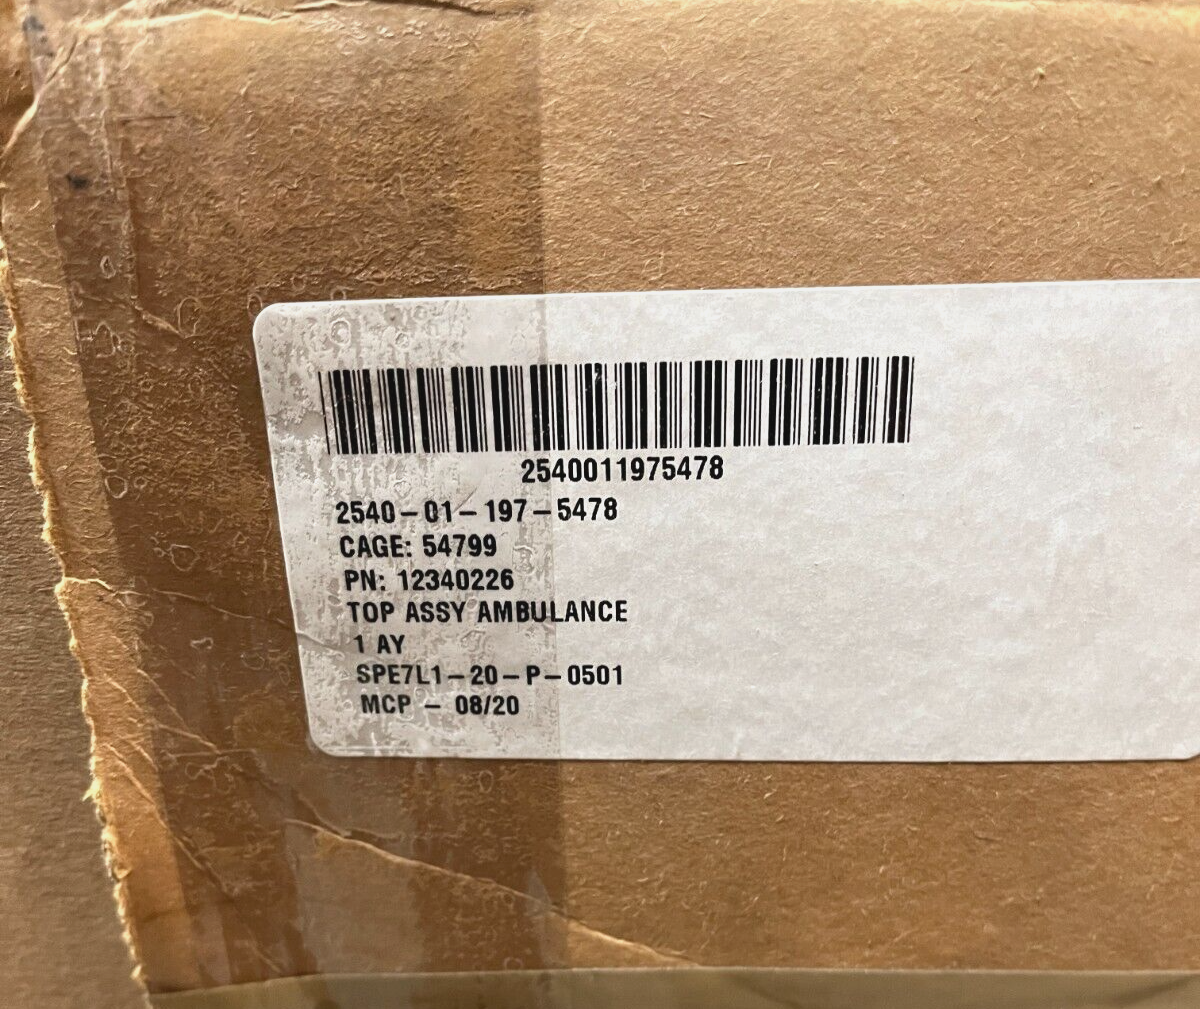 2540011975478
2540-01-197-5478
CAGE: 54799
PN: 12340226
TOP ASSY AMBULANCE
1 AY
SPE7L1-20-P-0501
MCP - 08/20